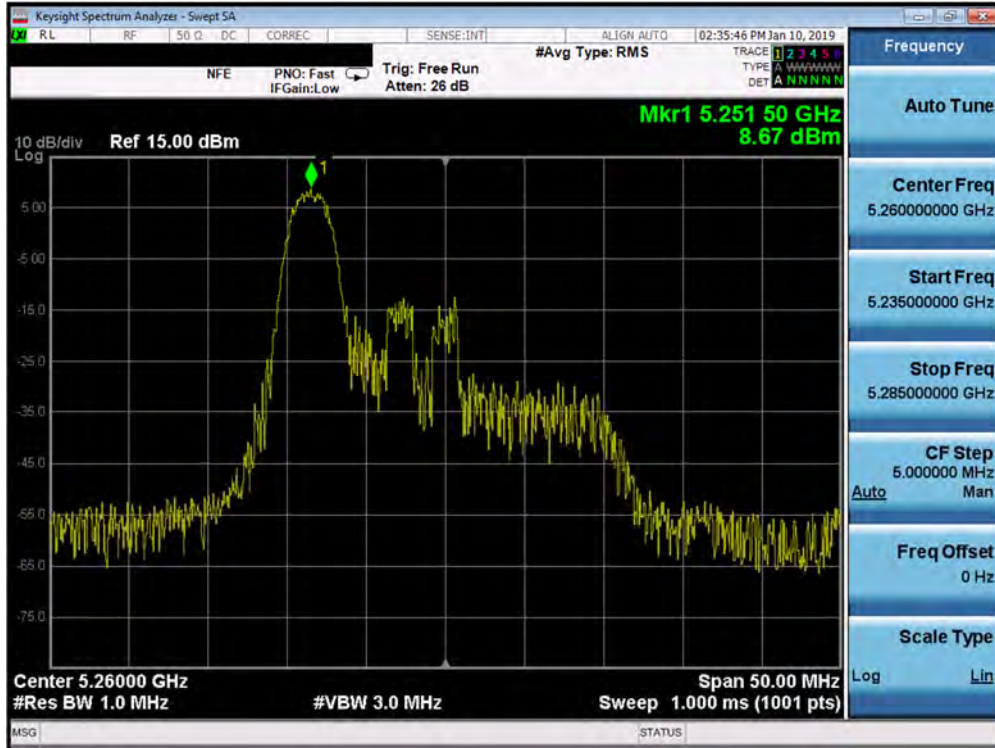 Keysight Spectrum Analyzer - Swept SA
LXI RL RF 50 Ω DC CORREC SENSE:INT ALIGN AUTO 02:35:46 PM Jan 10, 2019
NFE PNO: Fast Trig: Free Run #Avg Type: RMS TRACE 1 2 3 4 5 6
IFGain:Low Atten: 26 dB TYPE A WWWWW
DET A N N N N N
Mkr1 5.251 50 GHz
8.67 dBm
10 dB/div Ref 15.00 dBm
Log
1
5.00
-5.00
-15.0
-25.0
-35.0
-45.0
-55.0
-65.0
-75.0
Center 5.26000 GHz Span 50.00 MHz
#Res BW 1.0 MHz #VBW 3.0 MHz Sweep 1.000 ms (1001 pts)
MSG STATUS
Frequency
Auto Tune
Center Freq
5.260000000 GHz
Start Freq
5.235000000 GHz
Stop Freq
5.285000000 GHz
CF Step
5.000000 MHz
Auto Man
Freq Offset
0 Hz
Scale Type
Log Lin